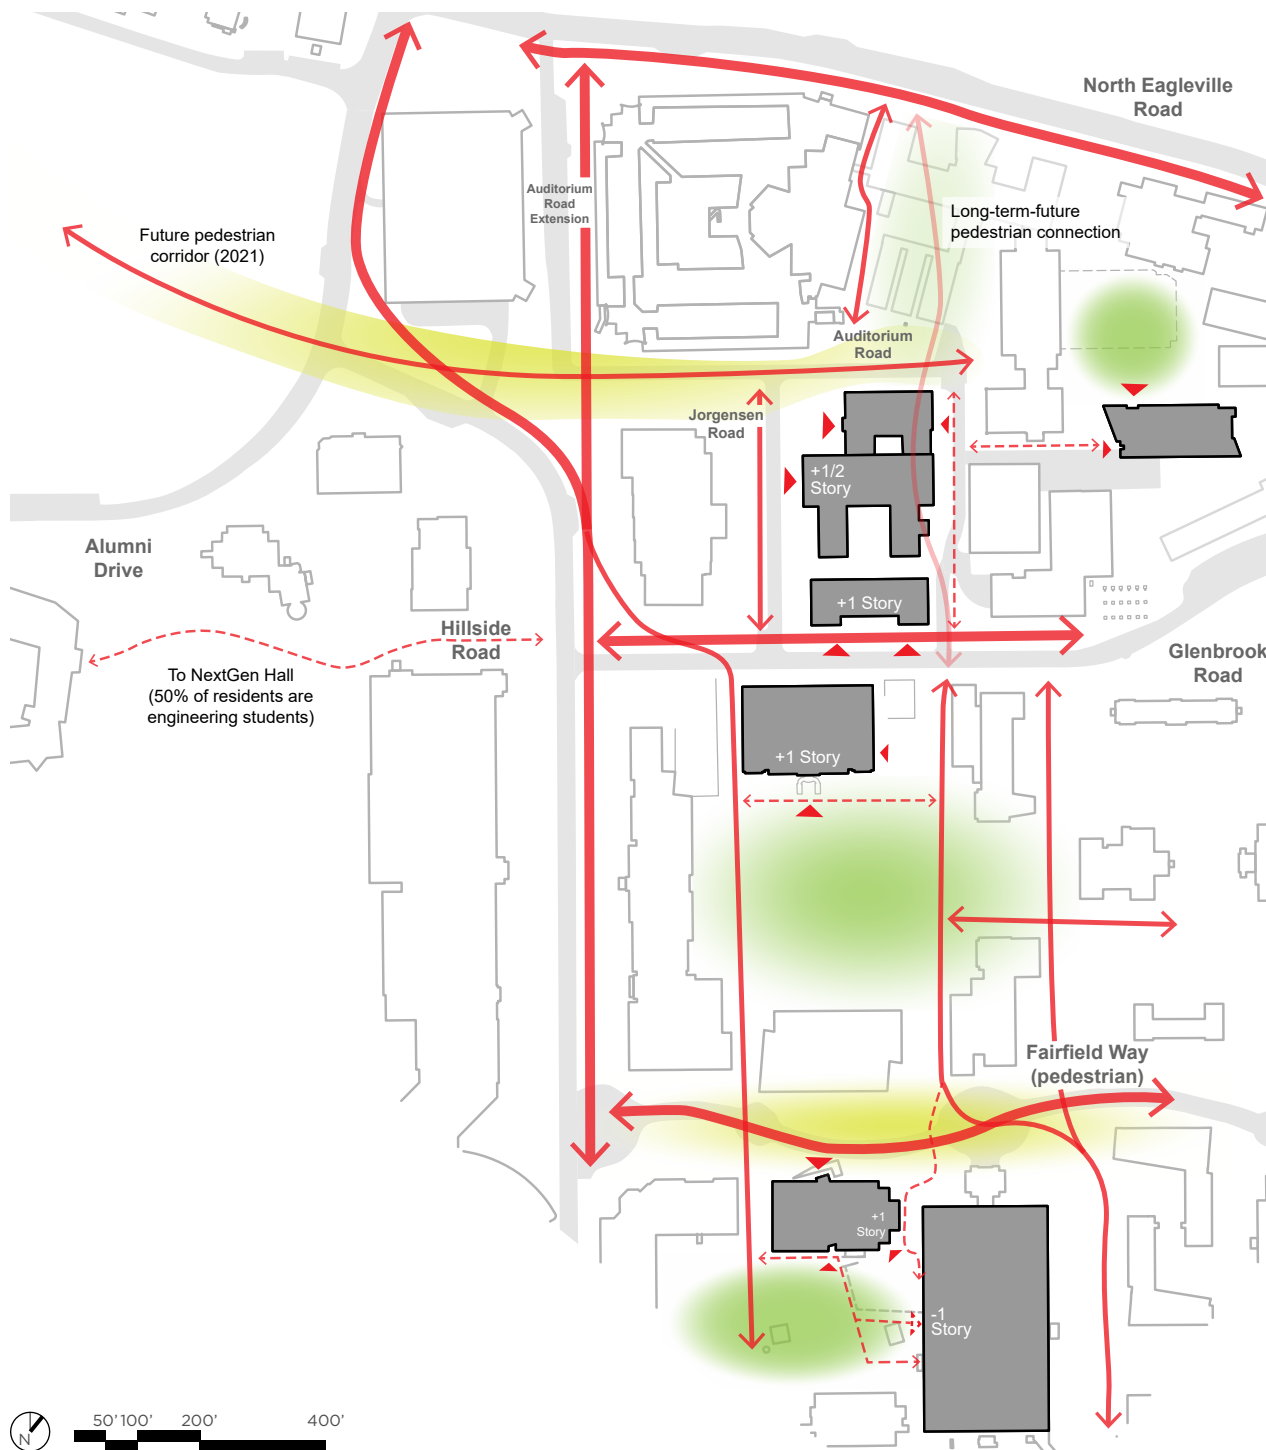 North Eagleville
Road
Auditorium
Road
Extension
Long-term-future
pedestrian connection
Future pedestrian
corridor (2021)
Auditorium
Road
Jorgensen
Road
+1/2
Story
Alumni
Drive
+1 Story
Hillside
Road
Glenbrook
Road
To NextGen Hall
(50% of residents are
engineering students)
+1 Story
Fairfield Way
(pedestrian)
+1
Story
-1
Story
N
50' 100' 200' 400'